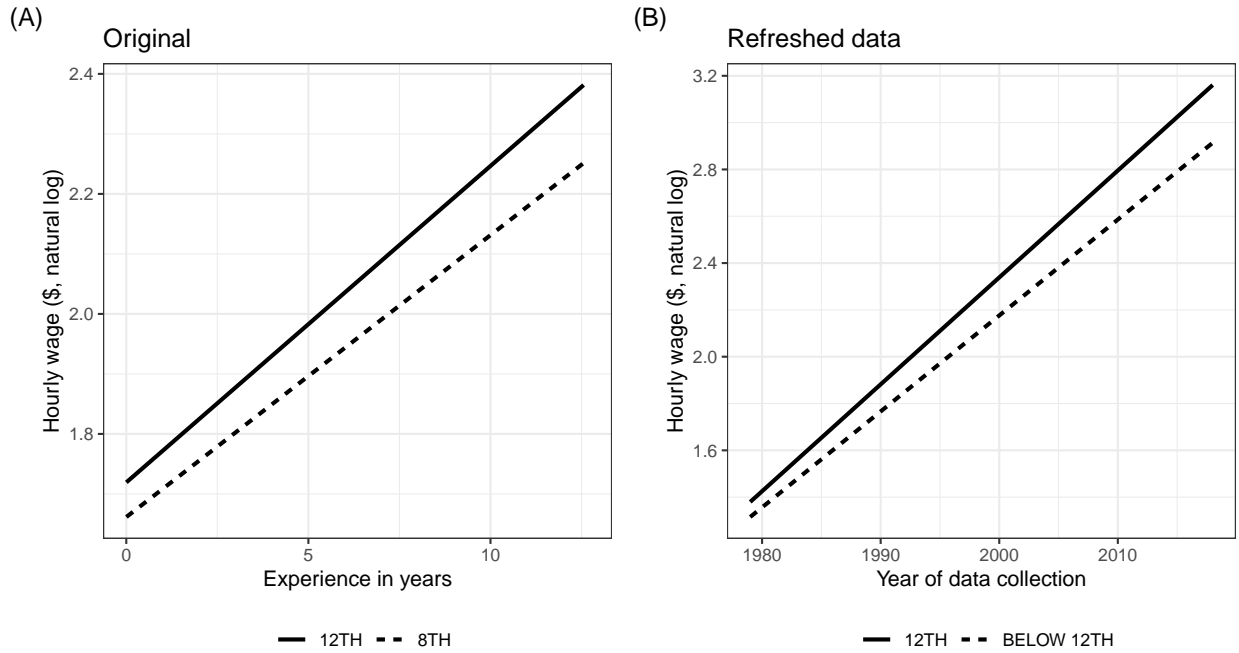 (A)
Original
Hourly wage ($, natural log)
2.4
2.2
2.0
1.8
0 5 10
Experience in years
12TH 8TH
(B)
Refreshed data
Hourly wage ($, natural log)
3.2
2.8
2.4
2.0
1.6
1980 1990 2000 2010
Year of data collection
12TH BELOW 12TH